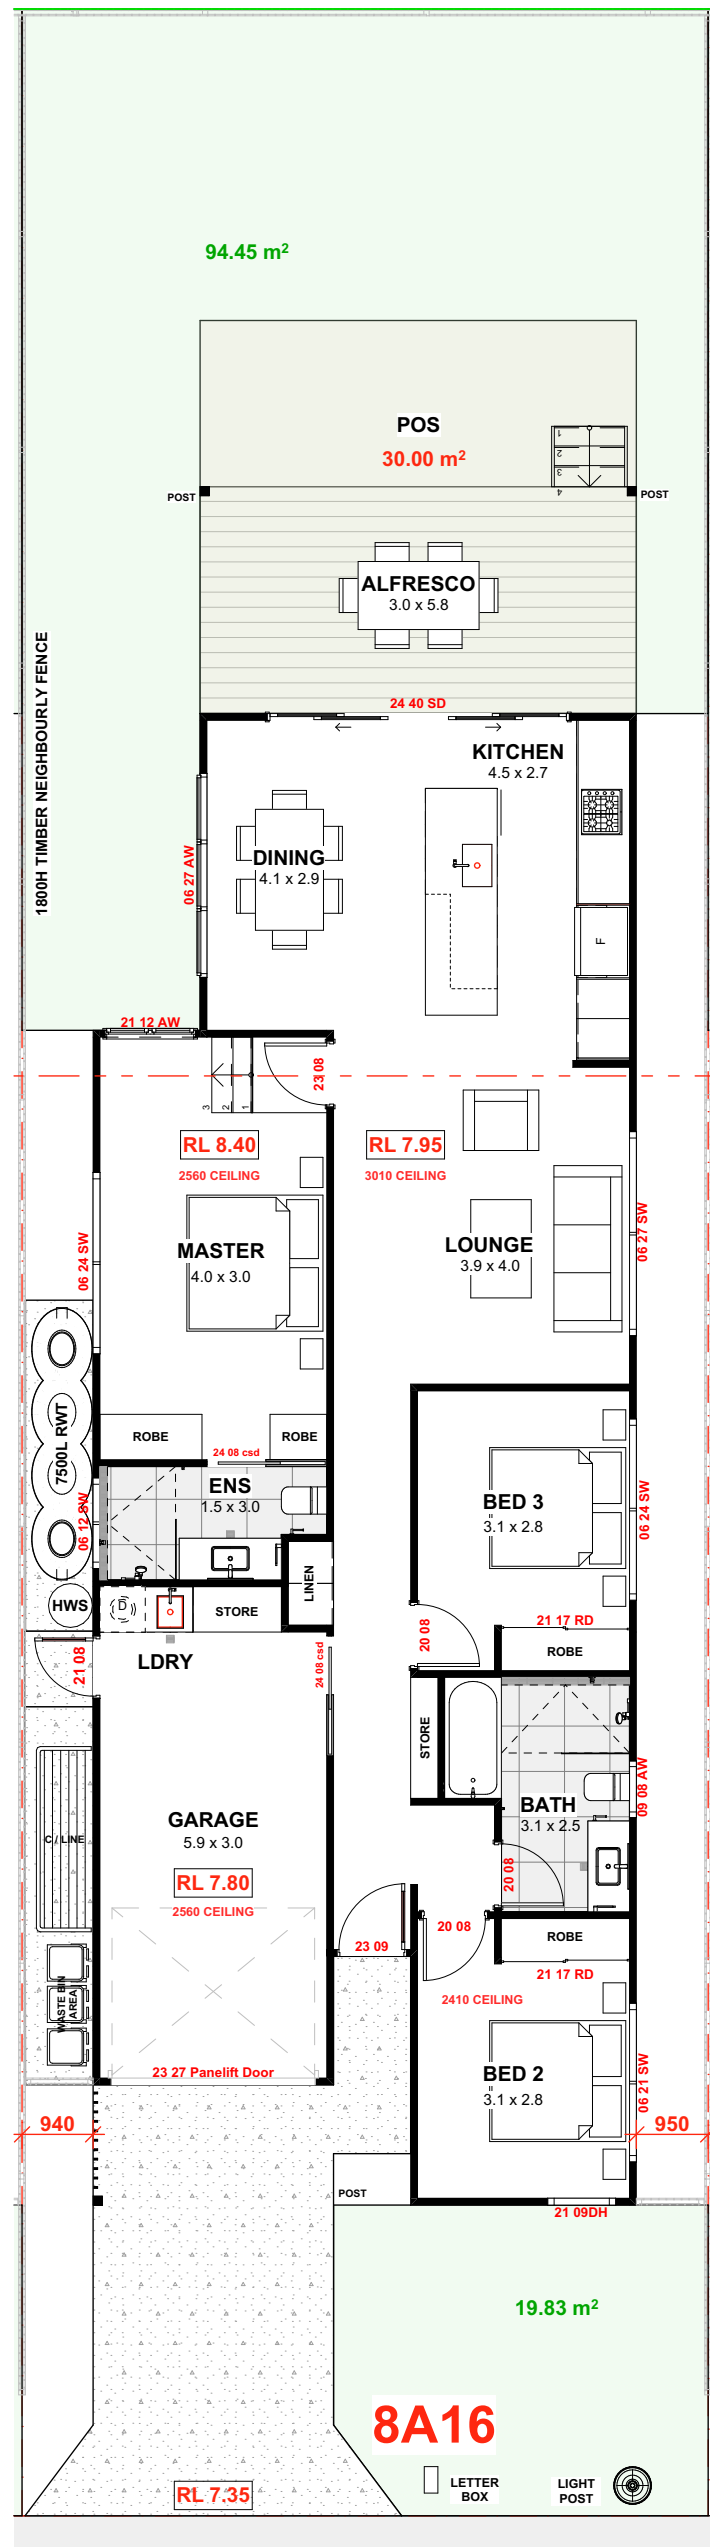 94.45 m²
POS
30.00 m²
1
2
3
4
POST
POST
ALFRESCO
3.0 x 5.8
1800H TIMBER NEIGHBOURLY FENCE
24 40 SD
KITCHEN
4.5 x 2.7
DINING
4.1 x 2.9
06 27 AW
F
21 12 AW
23 08
3
2
1
RL 8.40
2560 CEILING
RL 7.95
3010 CEILING
06 24 SW
MASTER
4.0 x 3.0
LOUNGE
3.9 x 4.0
06 27 SW
7500L RWT
ROBE
ROBE
24 08 csd
ENS
1.5 x 3.0
06 12 SW
BED 3
3.1 x 2.8
06 24 SW
LINEN
HWS
D
STORE
21 17 RD
ROBE
20 08
21 08
LDRY
24 08 csd
STORE
C / LINE
GARAGE
5.9 x 3.0
BATH
3.1 x 2.5
09 08 AW
RL 7.80
2560 CEILING
20 08
23 09
20 08
ROBE
21 17 RD
2410 CEILING
WASTE BIN
AREA
23 27 Panelift Door
BED 2
3.1 x 2.8
06 21 SW
940
950
POST
21 09DH
19.83 m²
8A16
RL 7.35
LETTER
BOX
LIGHT
POST